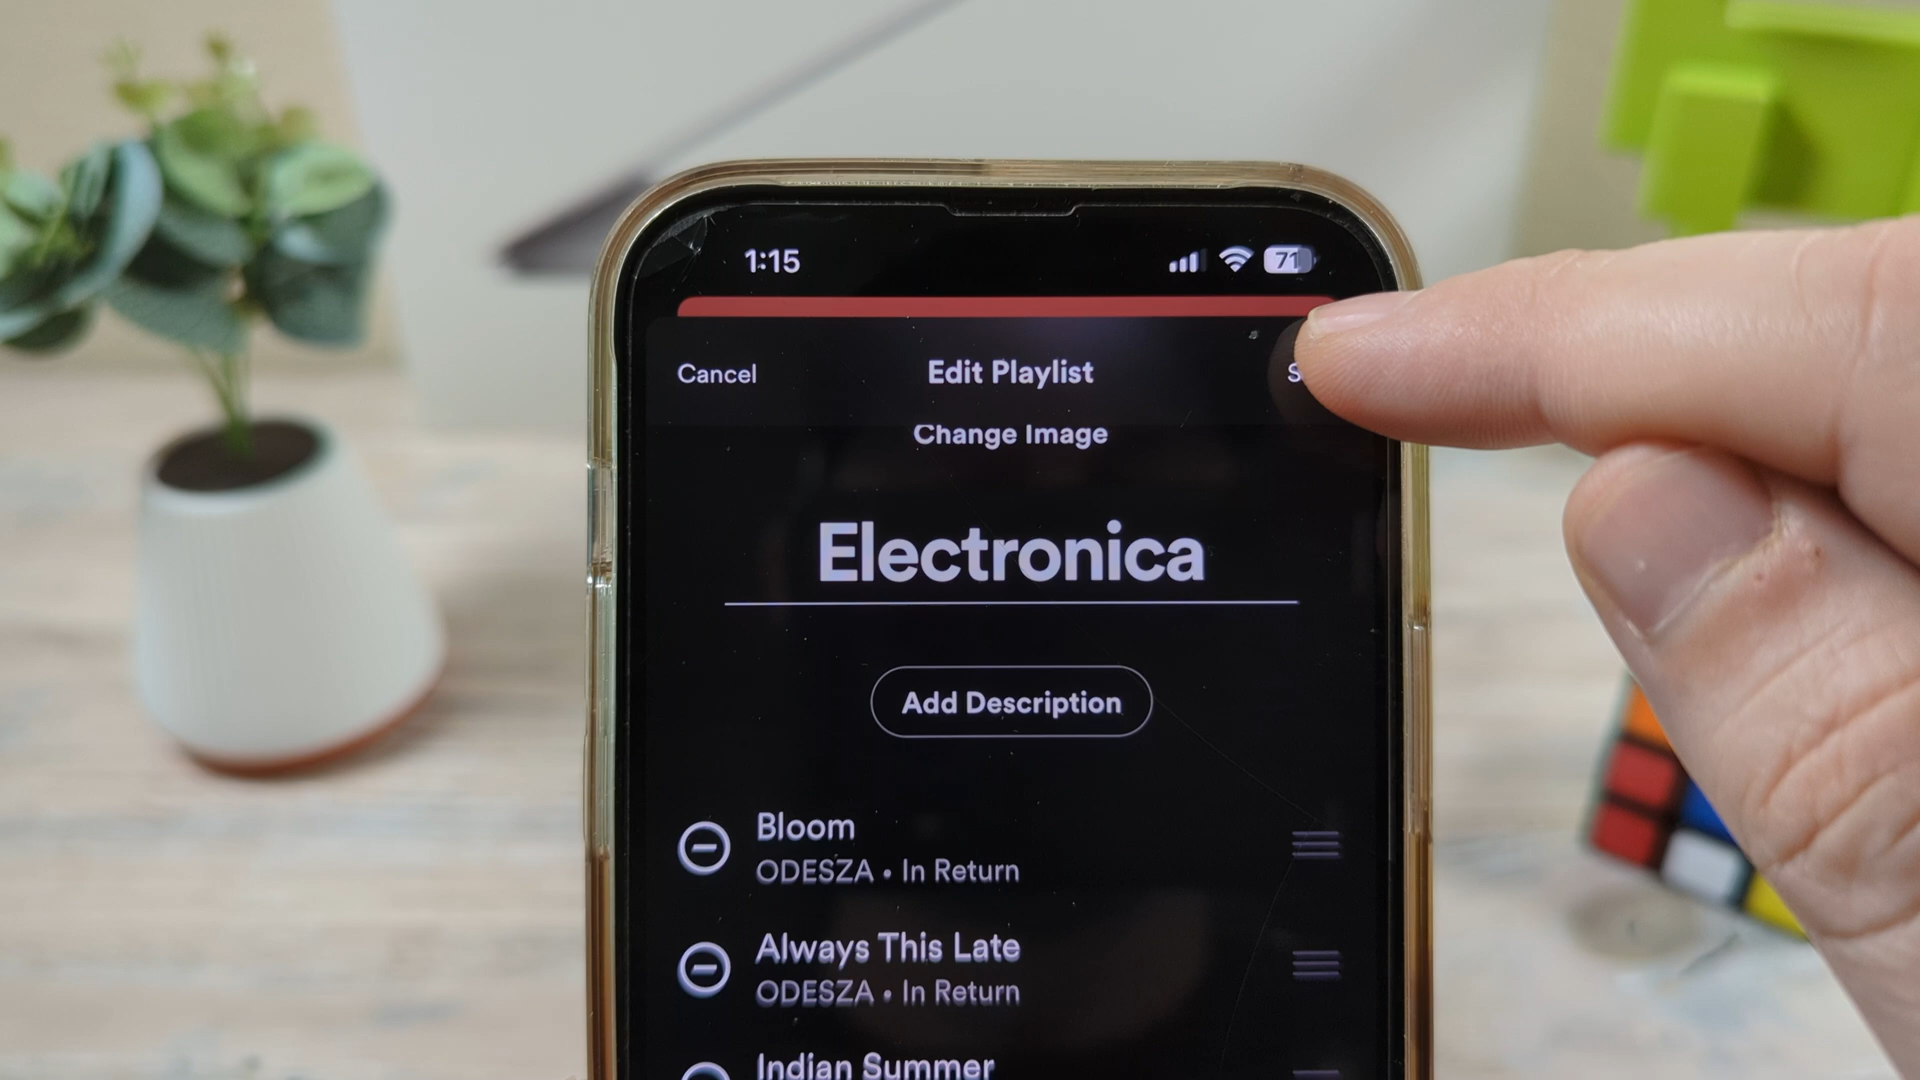 1:15
71
Cancel
Edit Playlist
Change Image
Electronica
Add Description
Bloom
ODESZA • In Return
Always This Late
ODESZA • In Return
Indian Summer